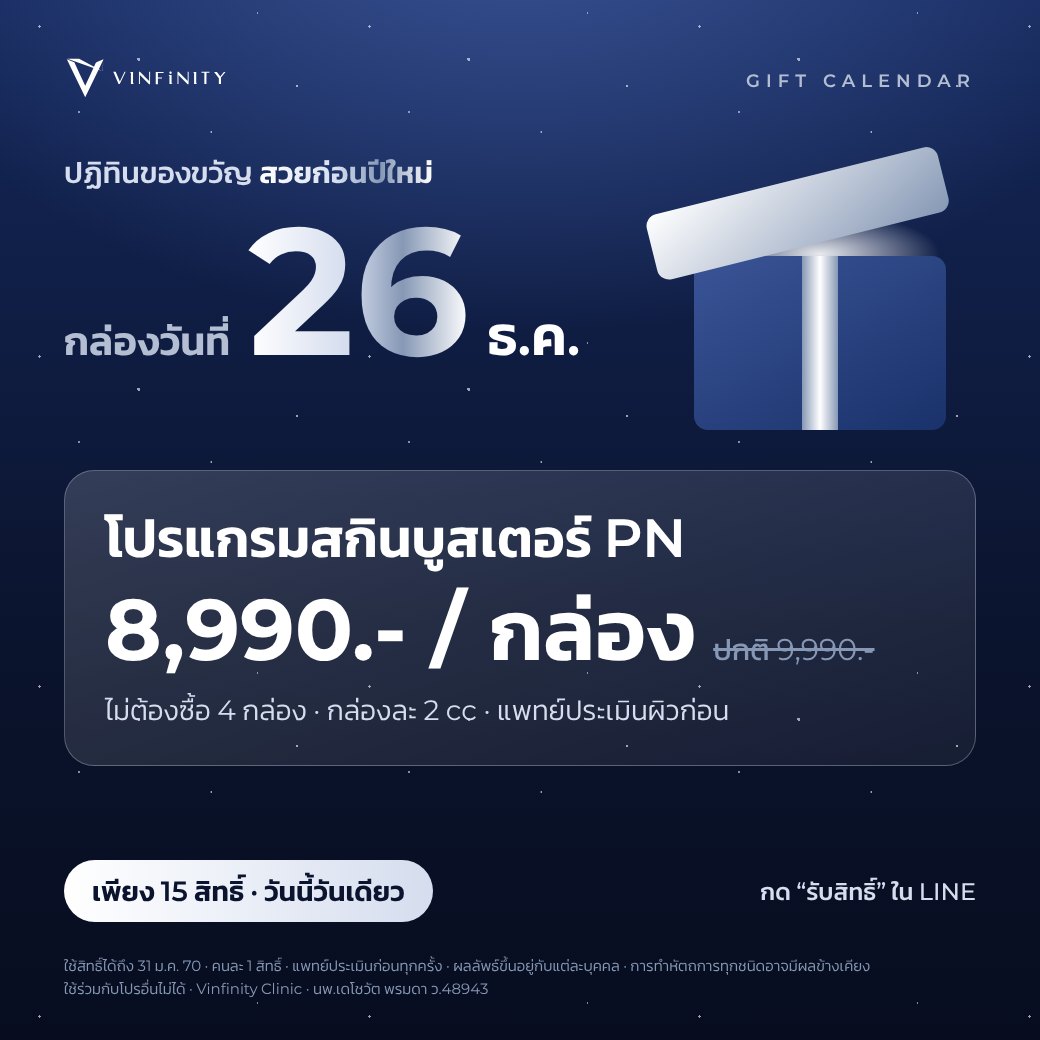 VINFiNITY
GIFT CALENDAR
ปฏิทินของขวัญ สวยก่อนปีใหม่
กล่องวันที่ 26 ธ.ค.
โปรแกรมสกินบูสเตอร์ PN
8,990.- / กล่อง ปกติ 9,990.-
ไม่ต้องซื้อ 4 กล่อง · กล่องละ 2 cc · แพทย์ประเมินผิวก่อน
เพียง 15 สิทธิ์ · วันนี้วันเดียว
กด “รับสิทธิ์” ใน LINE
ใช้สิทธิ์ได้ถึง 31 ม.ค. 70 · คนละ 1 สิทธิ์ · แพทย์ประเมินก่อนทุกครั้ง · ผลลัพธ์ขึ้นอยู่กับแต่ละบุคคล · การทำหัตถการทุกชนิดอาจมีผลข้างเคียง
ใช้ร่วมกับโปรอื่นไม่ได้ · Vinfinity Clinic · นพ.เดโชวัต พรมดา ว.48943